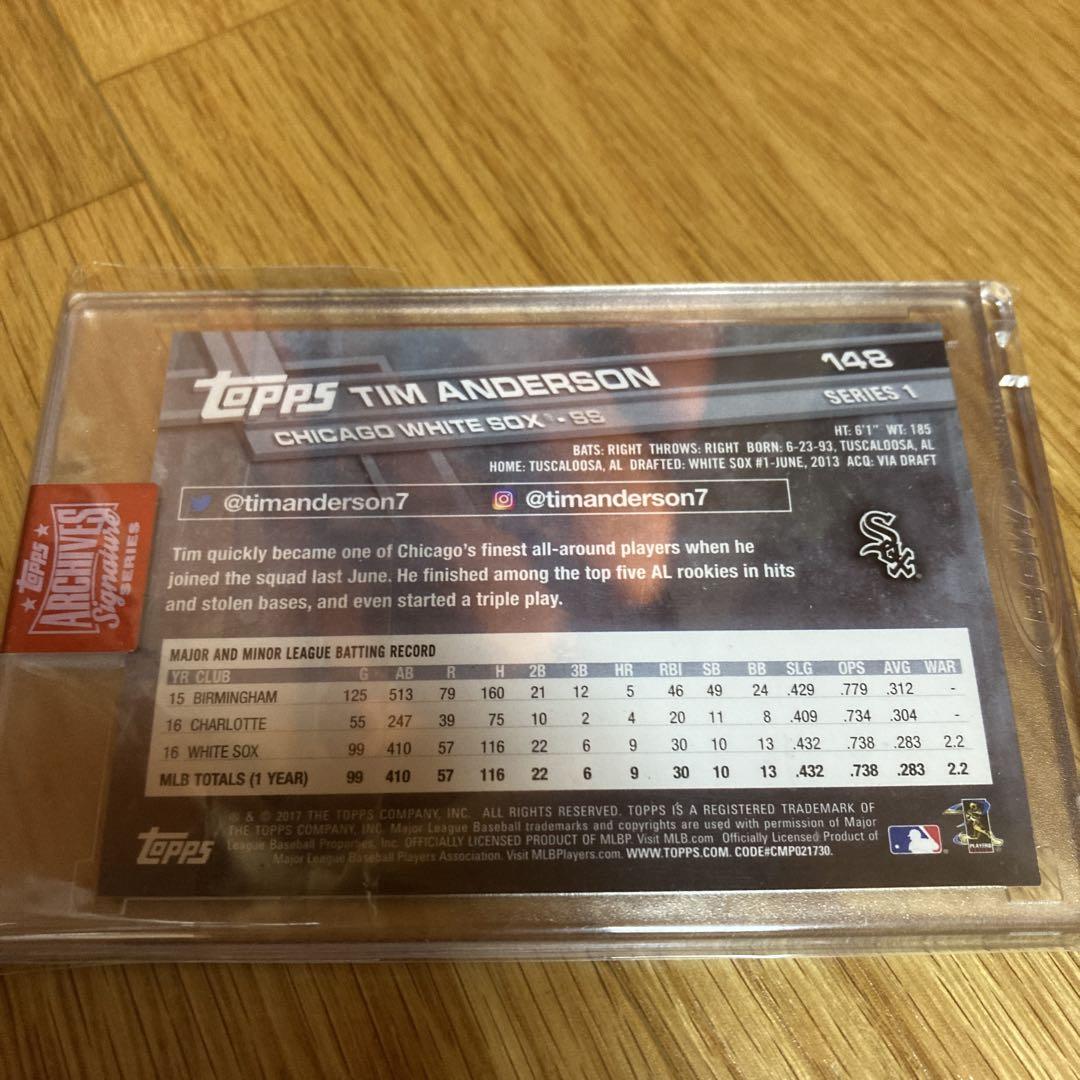 topps TIM ANDERSON
148
CHICAGO WHITE SOX® - SS
SERIES 1
HT: 6'1" WT: 185
BATS: RIGHT THROWS: RIGHT BORN: 6-23-93, TUSCALOOSA, AL
HOME: TUSCALOOSA, AL DRAFTED: WHITE SOX #1-JUNE, 2013 ACQ: VIA DRAFT
@timanderson7 @timanderson7
Sox
Tim quickly became one of Chicago's finest all-around players when he
joined the squad last June. He finished among the top five AL rookies in hits
and stolen bases, and even started a triple play.
★ topps ★
ARCHIVES
Signature
SERIES
MAJOR AND MINOR LEAGUE BATTING RECORD
YR CLUB G AB R H 2B 3B HR RBI SB BB SLG OPS AVG WAR
15 BIRMINGHAM 125 513 79 160 21 12 5 46 49 24 .429 .779 .312 -
16 CHARLOTTE 55 247 39 75 10 2 4 20 11 8 .409 .734 .304 -
16 WHITE SOX 99 410 57 116 22 6 9 30 10 13 .432 .738 .283 2.2
MLB TOTALS (1 YEAR) 99 410 57 116 22 6 9 30 10 13 .432 .738 .283 2.2
® & © 2017 THE TOPPS COMPANY, INC. ALL RIGHTS RESERVED. TOPPS IS A REGISTERED TRADEMARK OF
THE TOPPS COMPANY, INC. Major League Baseball trademarks and copyrights are used with permission of Major
League Baseball Properties, Inc. OFFICIALLY LICENSED PRODUCT OF MLBP. Visit MLB.com Officially Licensed Product of
Major League Baseball Players Association. Visit MLBPlayers.com. WWW.TOPPS.COM. CODE#CMP021730.
topps
PLAYERS